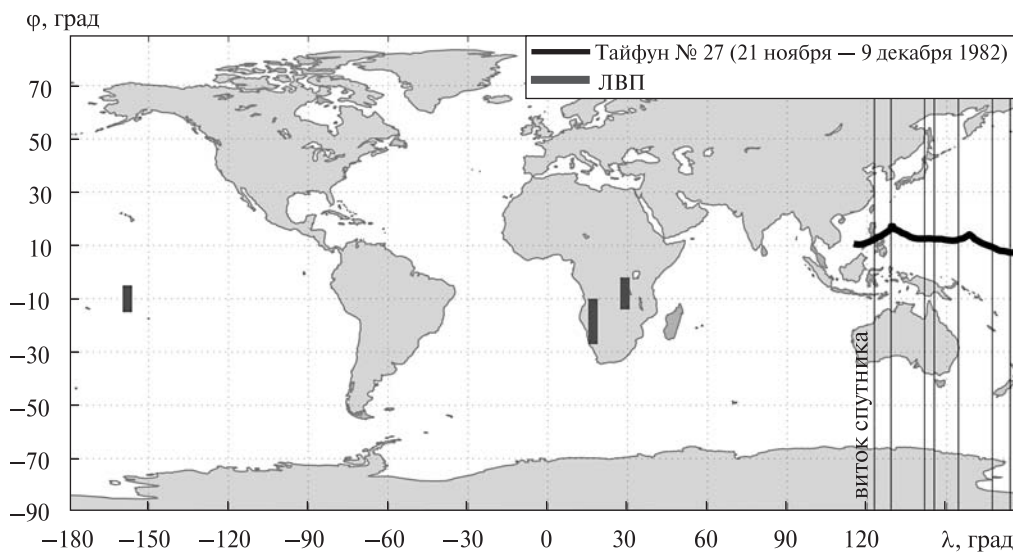 φ, град
Тайфун № 27 (21 ноября — 9 декабря 1982)
ЛВП
70
50
30
10
−10
−30
−50
−70
−90
виток спутника
−180 −150 −120 −90 −60 −30 0 30 60 90 120 λ, град